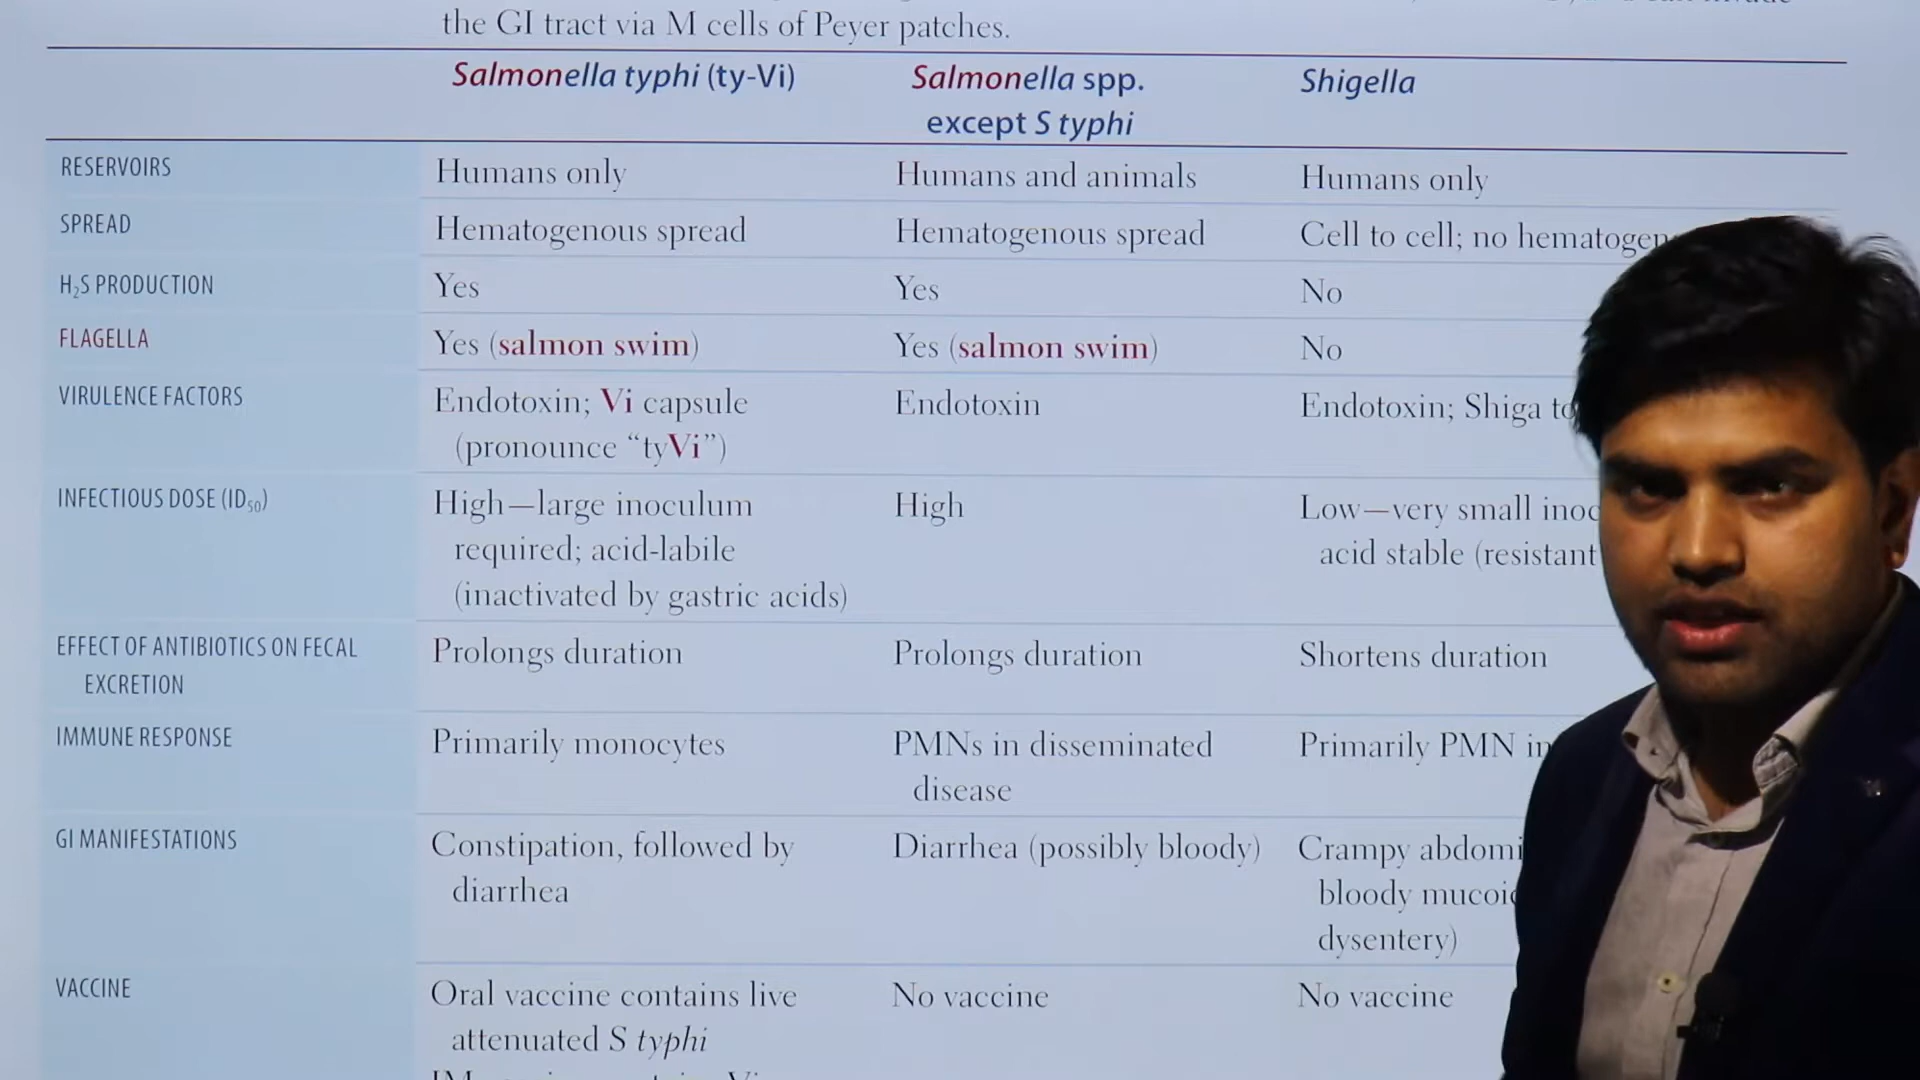 the GI tract via M cells of Peyer patches.
Salmonella typhi (ty-Vi) Salmonella spp. except S typhi Shigella
RESERVOIRS Humans only Humans and animals Humans only
SPREAD Hematogenous spread Hematogenous spread Cell to cell; no
H₂S PRODUCTION Yes Yes No
FLAGELLA Yes (salmon swim) Yes (salmon swim) No
VIRULENCE FACTORS Endotoxin; Vi capsule Endotoxin Endotoxin; Shiga
(pronounce “tyVi”)
INFECTIOUS DOSE (ID₅₀) High—large inoculum High Low—very small
required; acid-labile acid stable (resistant
(inactivated by gastric acids)
EFFECT OF ANTIBIOTICS ON FECAL Prolongs duration Prolongs duration Shortens duration
EXCRETION
IMMUNE RESPONSE Primarily monocytes PMNs in disseminated Primarily PMN
disease
GI MANIFESTATIONS Constipation, followed by Diarrhea (possibly bloody) Crampy
diarrhea bloody
dysentery)
VACCINE Oral vaccine contains live No vaccine No vaccine
attenuated S typhi